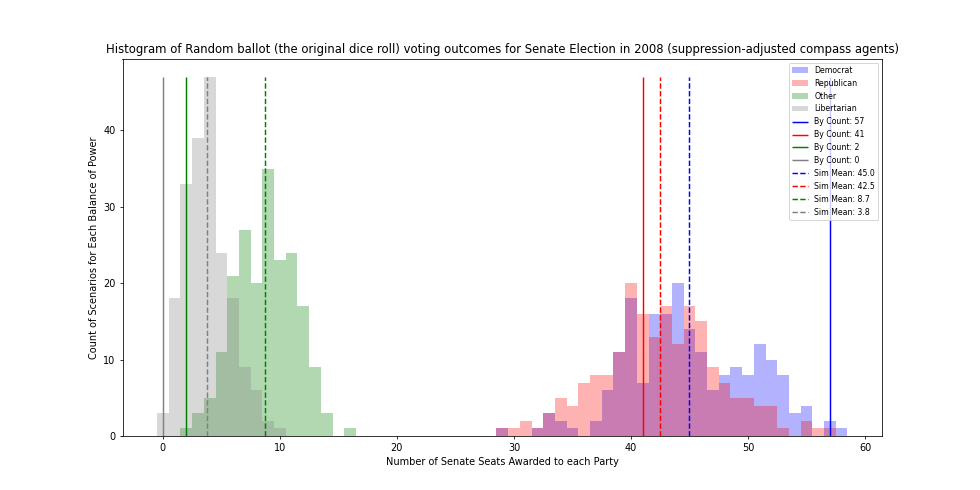 Histogram of Random ballot (the original dice roll) voting outcomes for Senate Election in 2008 (suppression-adjusted compass agents)
Democrat
Republican
Other
Libertarian
By Count: 57
By Count: 41
By Count: 2
By Count: 0
Sim Mean: 45.0
Sim Mean: 42.5
Sim Mean: 8.7
Sim Mean: 3.8
Count of Scenarios for Each Balance of Power
40
30
20
10
0
0 10 20 30 40 50 60
Number of Senate Seats Awarded to each Party